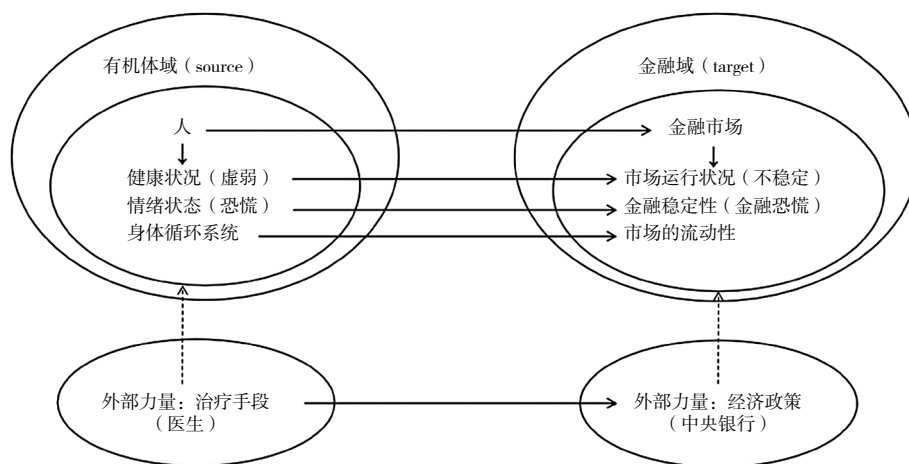 有机体域（source）
金融域（target）
人
金融市场
健康状况（虚弱）
市场运行状况（不稳定）
情绪状态（恐慌）
金融稳定性（金融恐慌）
身体循环系统
市场的流动性
外部力量：治疗手段
（医生）
外部力量：经济政策
（中央银行）